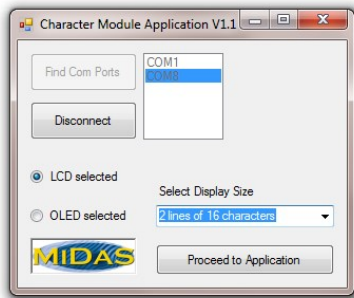 Character Module Application V1.1
Find Com Ports
COM1
COM8
Disconnect
LCD selected
Select Display Size
OLED selected
2 lines of 16 characters
MIDAS
Proceed to Application